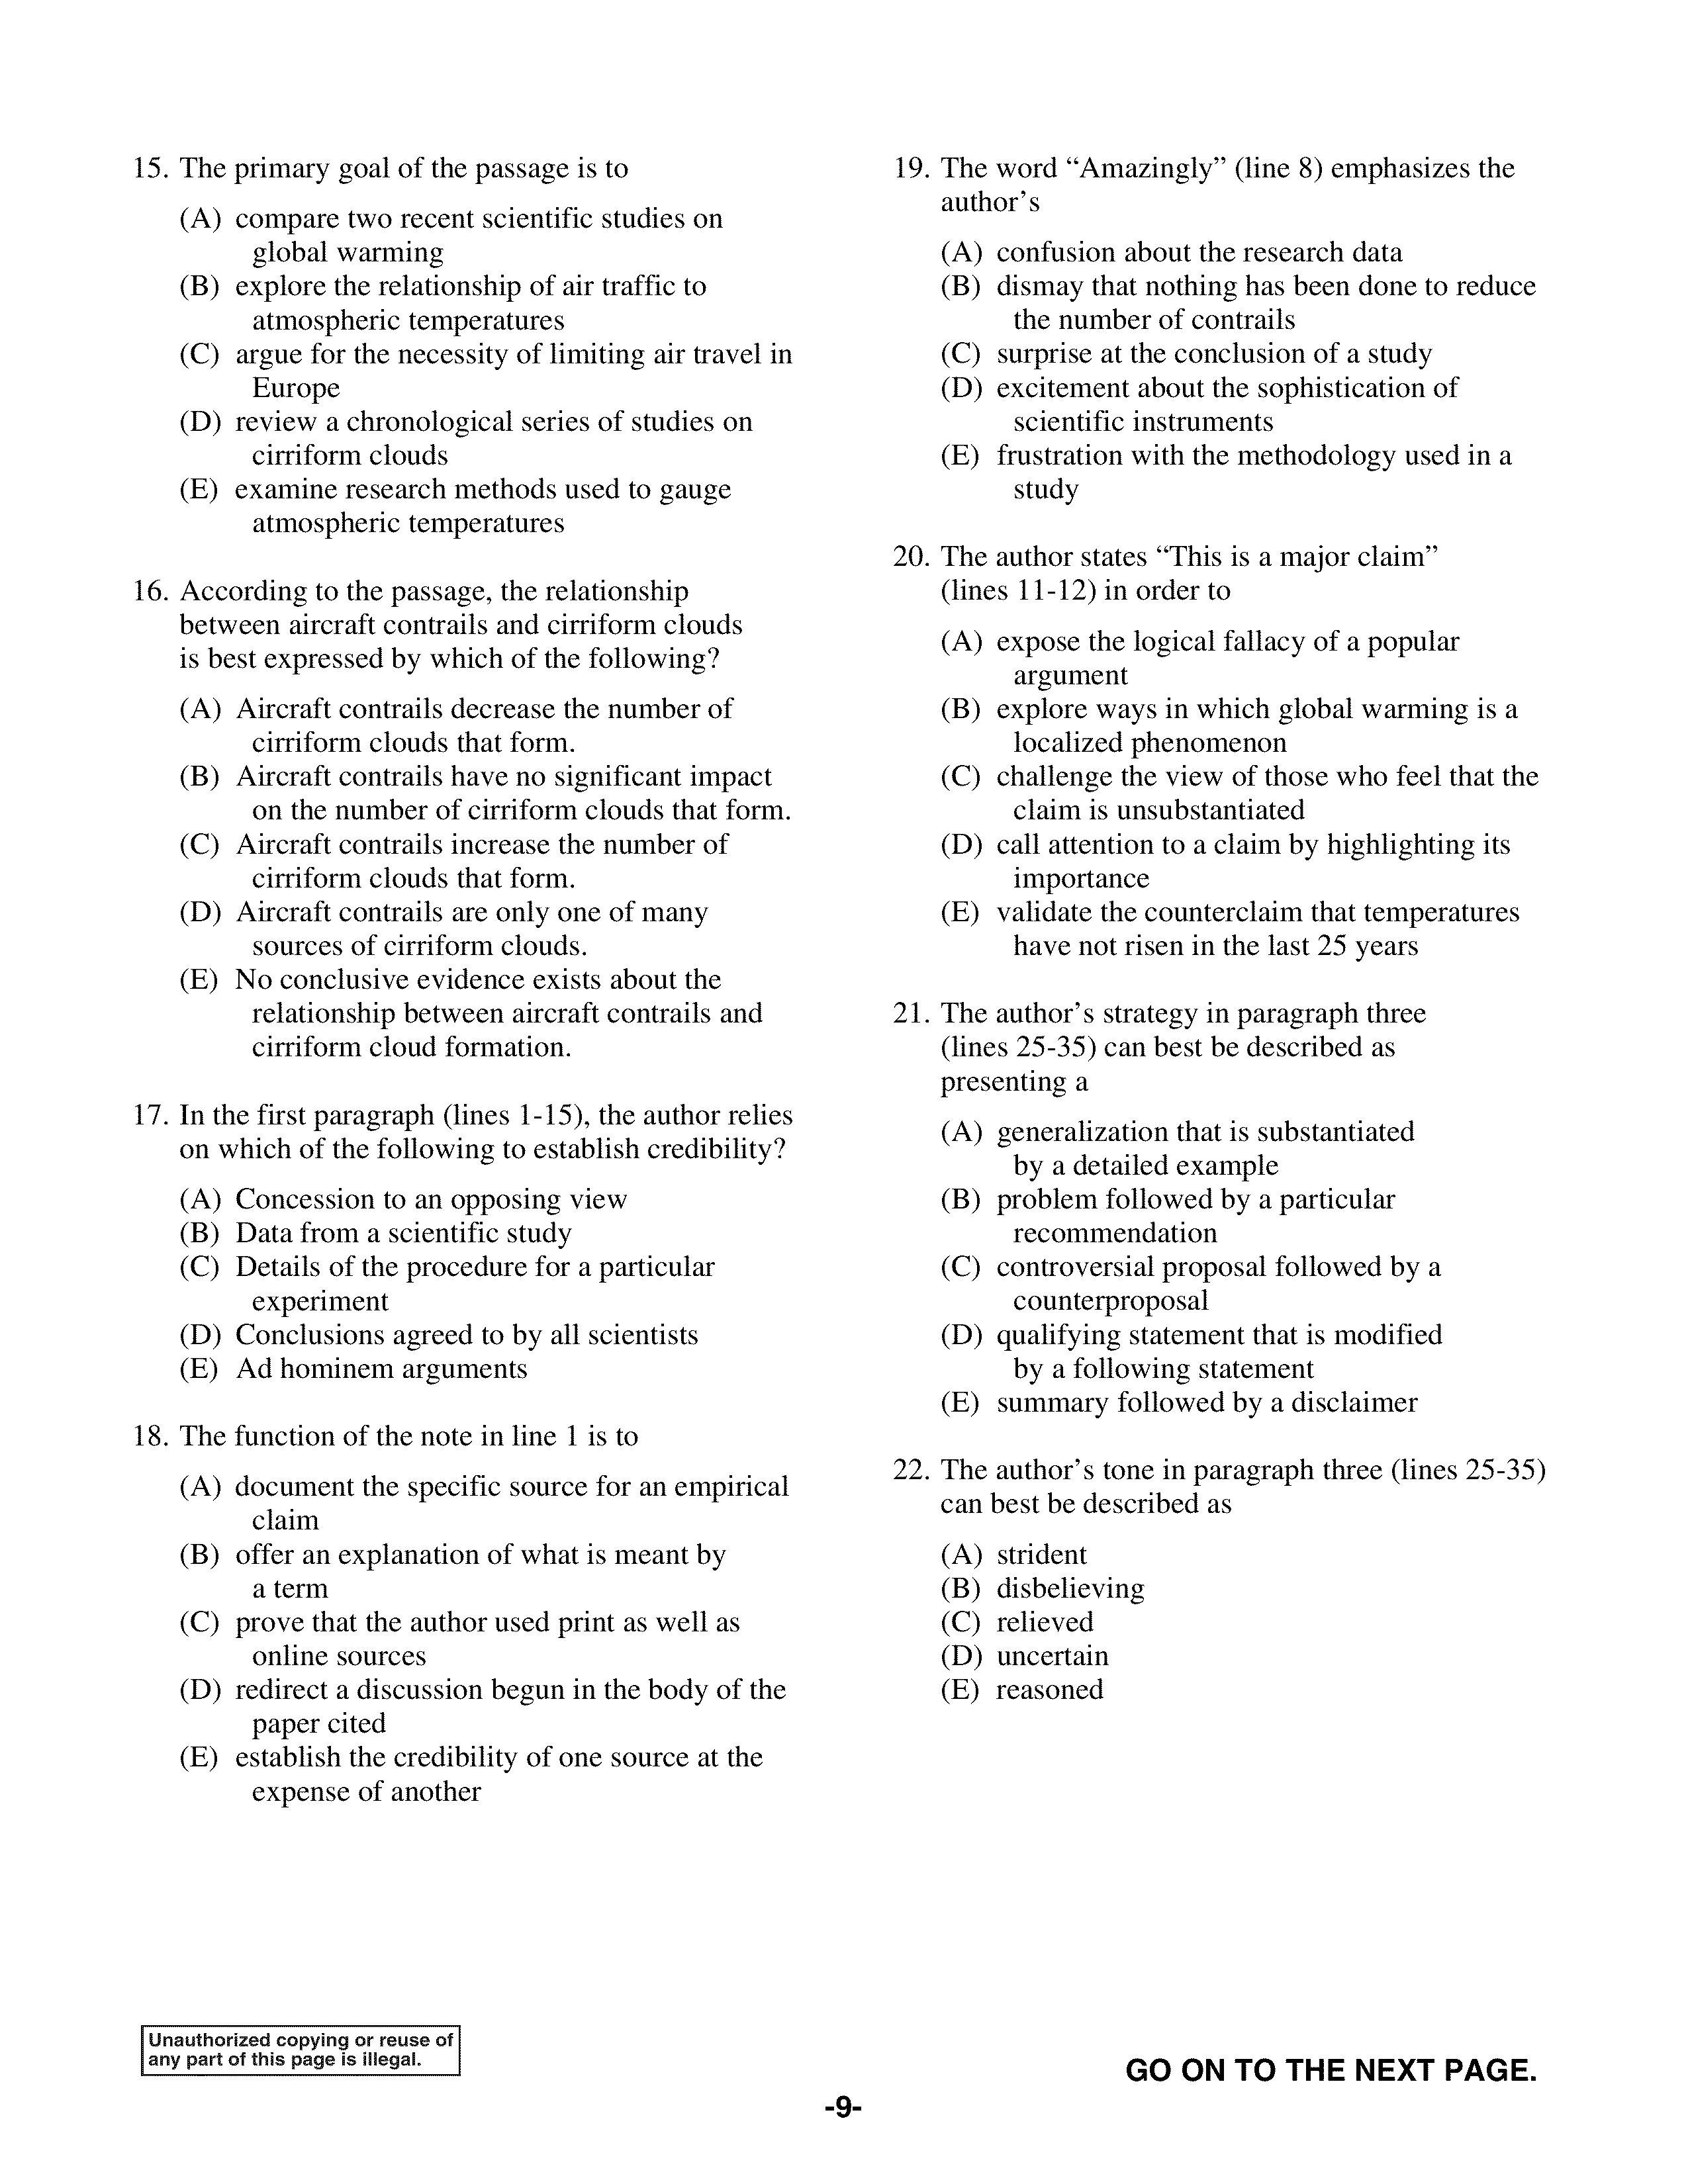 15. The primary goal of the passage is to
(A) compare two recent scientific studies on
global warming
(B) explore the relationship of air traffic to
atmospheric temperatures
(C) argue for the necessity of limiting air travel in
Europe
(D) review a chronological series of studies on
cirriform clouds
(E) examine research methods used to gauge
atmospheric temperatures
16. According to the passage, the relationship
between aircraft contrails and cirriform clouds
is best expressed by which of the following?
(A) Aircraft contrails decrease the number of
cirriform clouds that form.
(B) Aircraft contrails have no significant impact
on the number of cirriform clouds that form.
(C) Aircraft contrails increase the number of
cirriform clouds that form.
(D) Aircraft contrails are only one of many
sources of cirriform clouds.
(E) No conclusive evidence exists about the
relationship between aircraft contrails and
cirriform cloud formation.
17. In the first paragraph (lines 1-15), the author relies
on which of the following to establish credibility?
(A) Concession to an opposing view
(B) Data from a scientific study
(C) Details of the procedure for a particular
experiment
(D) Conclusions agreed to by all scientists
(E) Ad hominem arguments
18. The function of the note in line 1 is to
(A) document the specific source for an empirical
claim
(B) offer an explanation of what is meant by
a term
(C) prove that the author used print as well as
online sources
(D) redirect a discussion begun in the body of the
paper cited
(E) establish the credibility of one source at the
expense of another
19. The word “Amazingly” (line 8) emphasizes the
author’s
(A) confusion about the research data
(B) dismay that nothing has been done to reduce
the number of contrails
(C) surprise at the conclusion of a study
(D) excitement about the sophistication of
scientific instruments
(E) frustration with the methodology used in a
study
20. The author states “This is a major claim”
(lines 11-12) in order to
(A) expose the logical fallacy of a popular
argument
(B) explore ways in which global warming is a
localized phenomenon
(C) challenge the view of those who feel that the
claim is unsubstantiated
(D) call attention to a claim by highlighting its
importance
(E) validate the counterclaim that temperatures
have not risen in the last 25 years
21. The author’s strategy in paragraph three
(lines 25-35) can best be described as
presenting a
(A) generalization that is substantiated
by a detailed example
(B) problem followed by a particular
recommendation
(C) controversial proposal followed by a
counterproposal
(D) qualifying statement that is modified
by a following statement
(E) summary followed by a disclaimer
22. The author’s tone in paragraph three (lines 25-35)
can best be described as
(A) strident
(B) disbelieving
(C) relieved
(D) uncertain
(E) reasoned
Unauthorized copying or reuse of
any part of this page is illegal.
GO ON TO THE NEXT PAGE.
-9-